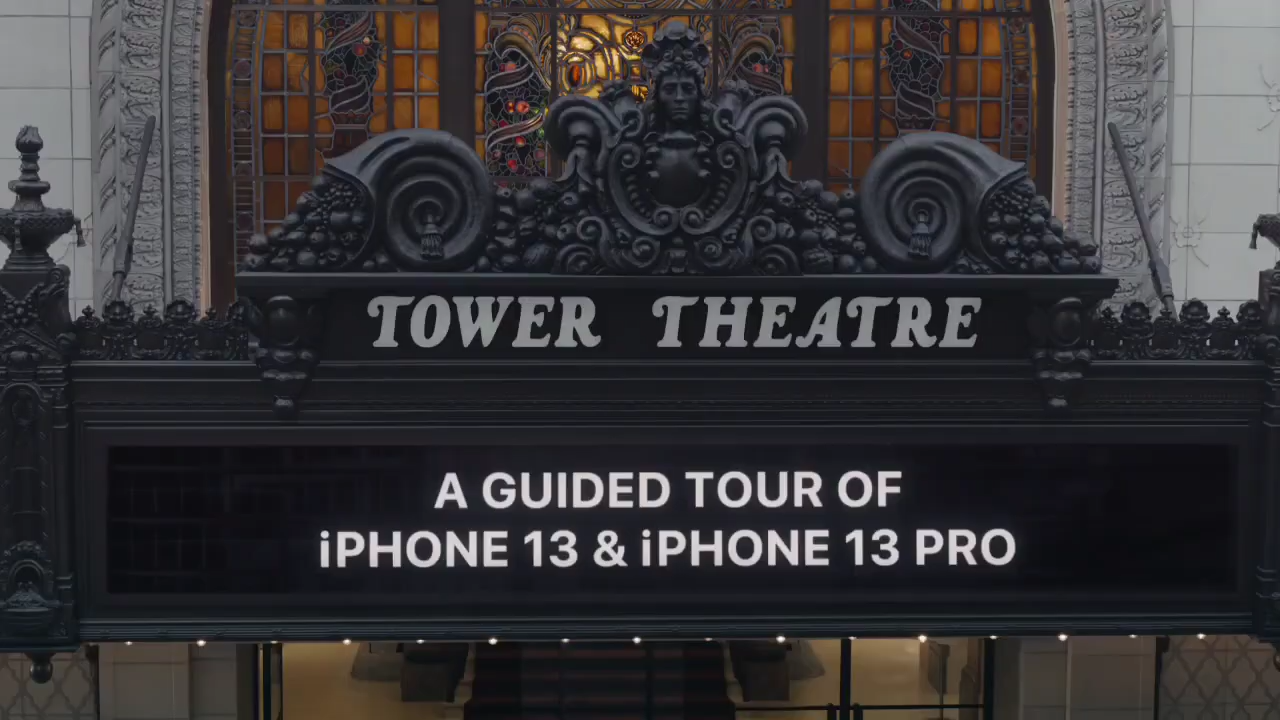 TOWER THEATRE
A GUIDED TOUR OF
iPHONE 13 & iPHONE 13 PRO